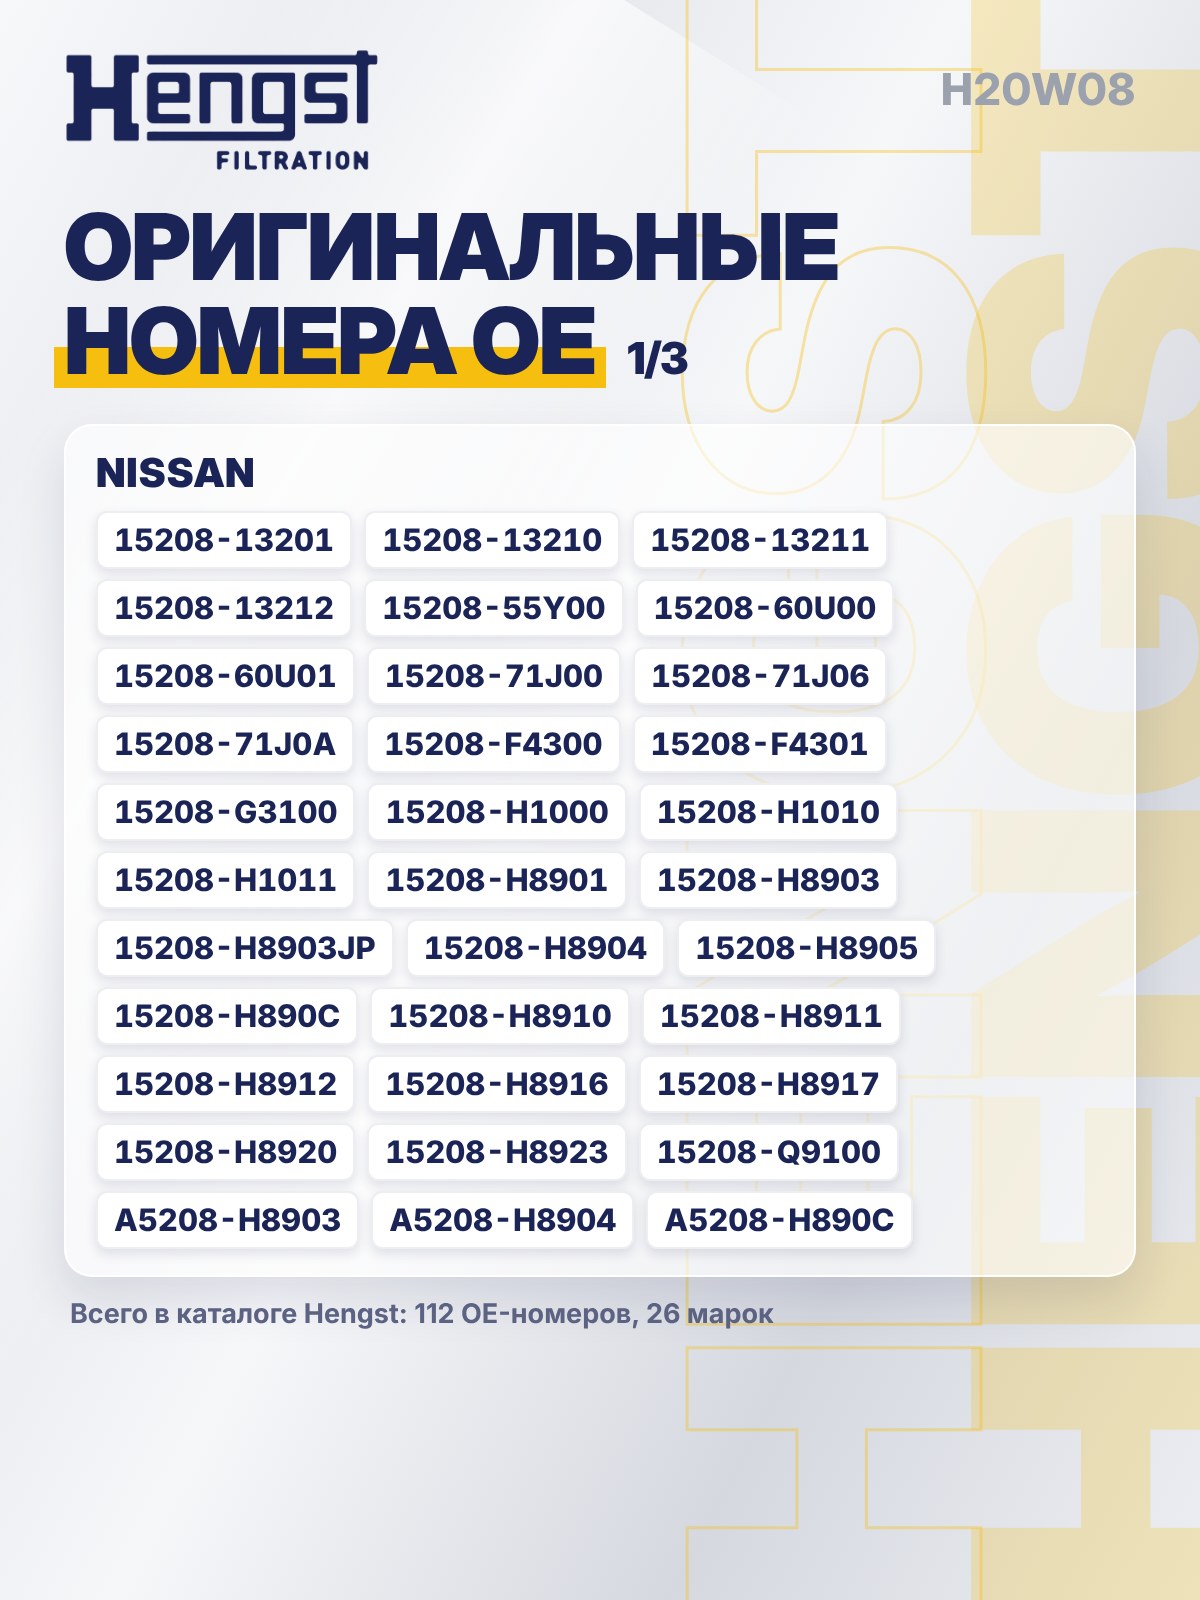 Hengst
FILTRATION
H20W08
ОРИГИНАЛЬНЫЕ
НОМЕРА OE 1/3
NISSAN
15208-13201 15208-13210 15208-13211
15208-13212 15208-55Y00 15208-60U00
15208-60U01 15208-71J00 15208-71J06
15208-71J0A 15208-F4300 15208-F4301
15208-G3100 15208-H1000 15208-H1010
15208-H1011 15208-H8901 15208-H8903
15208-H8903JP 15208-H8904 15208-H8905
15208-H890C 15208-H8910 15208-H8911
15208-H8912 15208-H8916 15208-H8917
15208-H8920 15208-H8923 15208-Q9100
A5208-H8903 A5208-H8904 A5208-H890C
Всего в каталоге Hengst: 112 OE-номеров, 26 марок
HENGST
HENGST